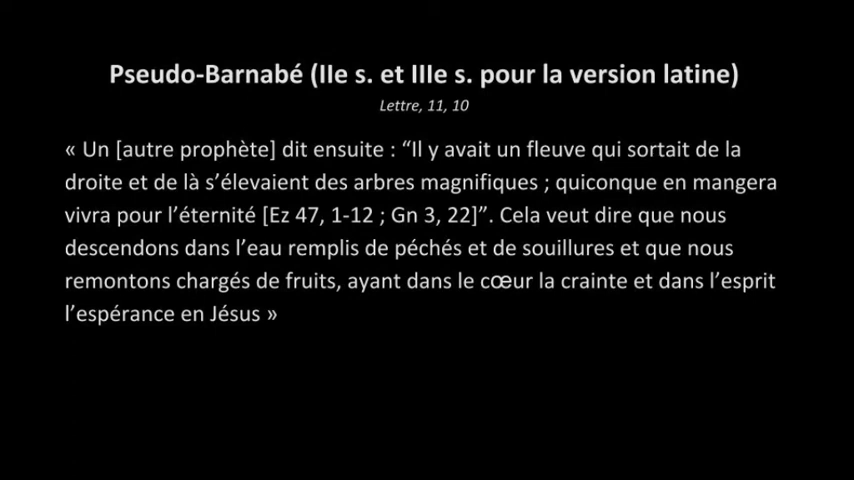 Pseudo-Barnabé (IIe s. et IIIe s. pour la version latine)
Lettre, 11, 10
« Un [autre prophète] dit ensuite : “Il y avait un fleuve qui sortait de la
droite et de là s’élevaient des arbres magnifiques ; quiconque en mangera
vivra pour l’éternité [Ez 47, 1-12 ; Gn 3, 22]”. Cela veut dire que nous
descendons dans l’eau remplis de péchés et de souillures et que nous
remontons chargés de fruits, ayant dans le cœur la crainte et dans l’esprit
l’espérance en Jésus »